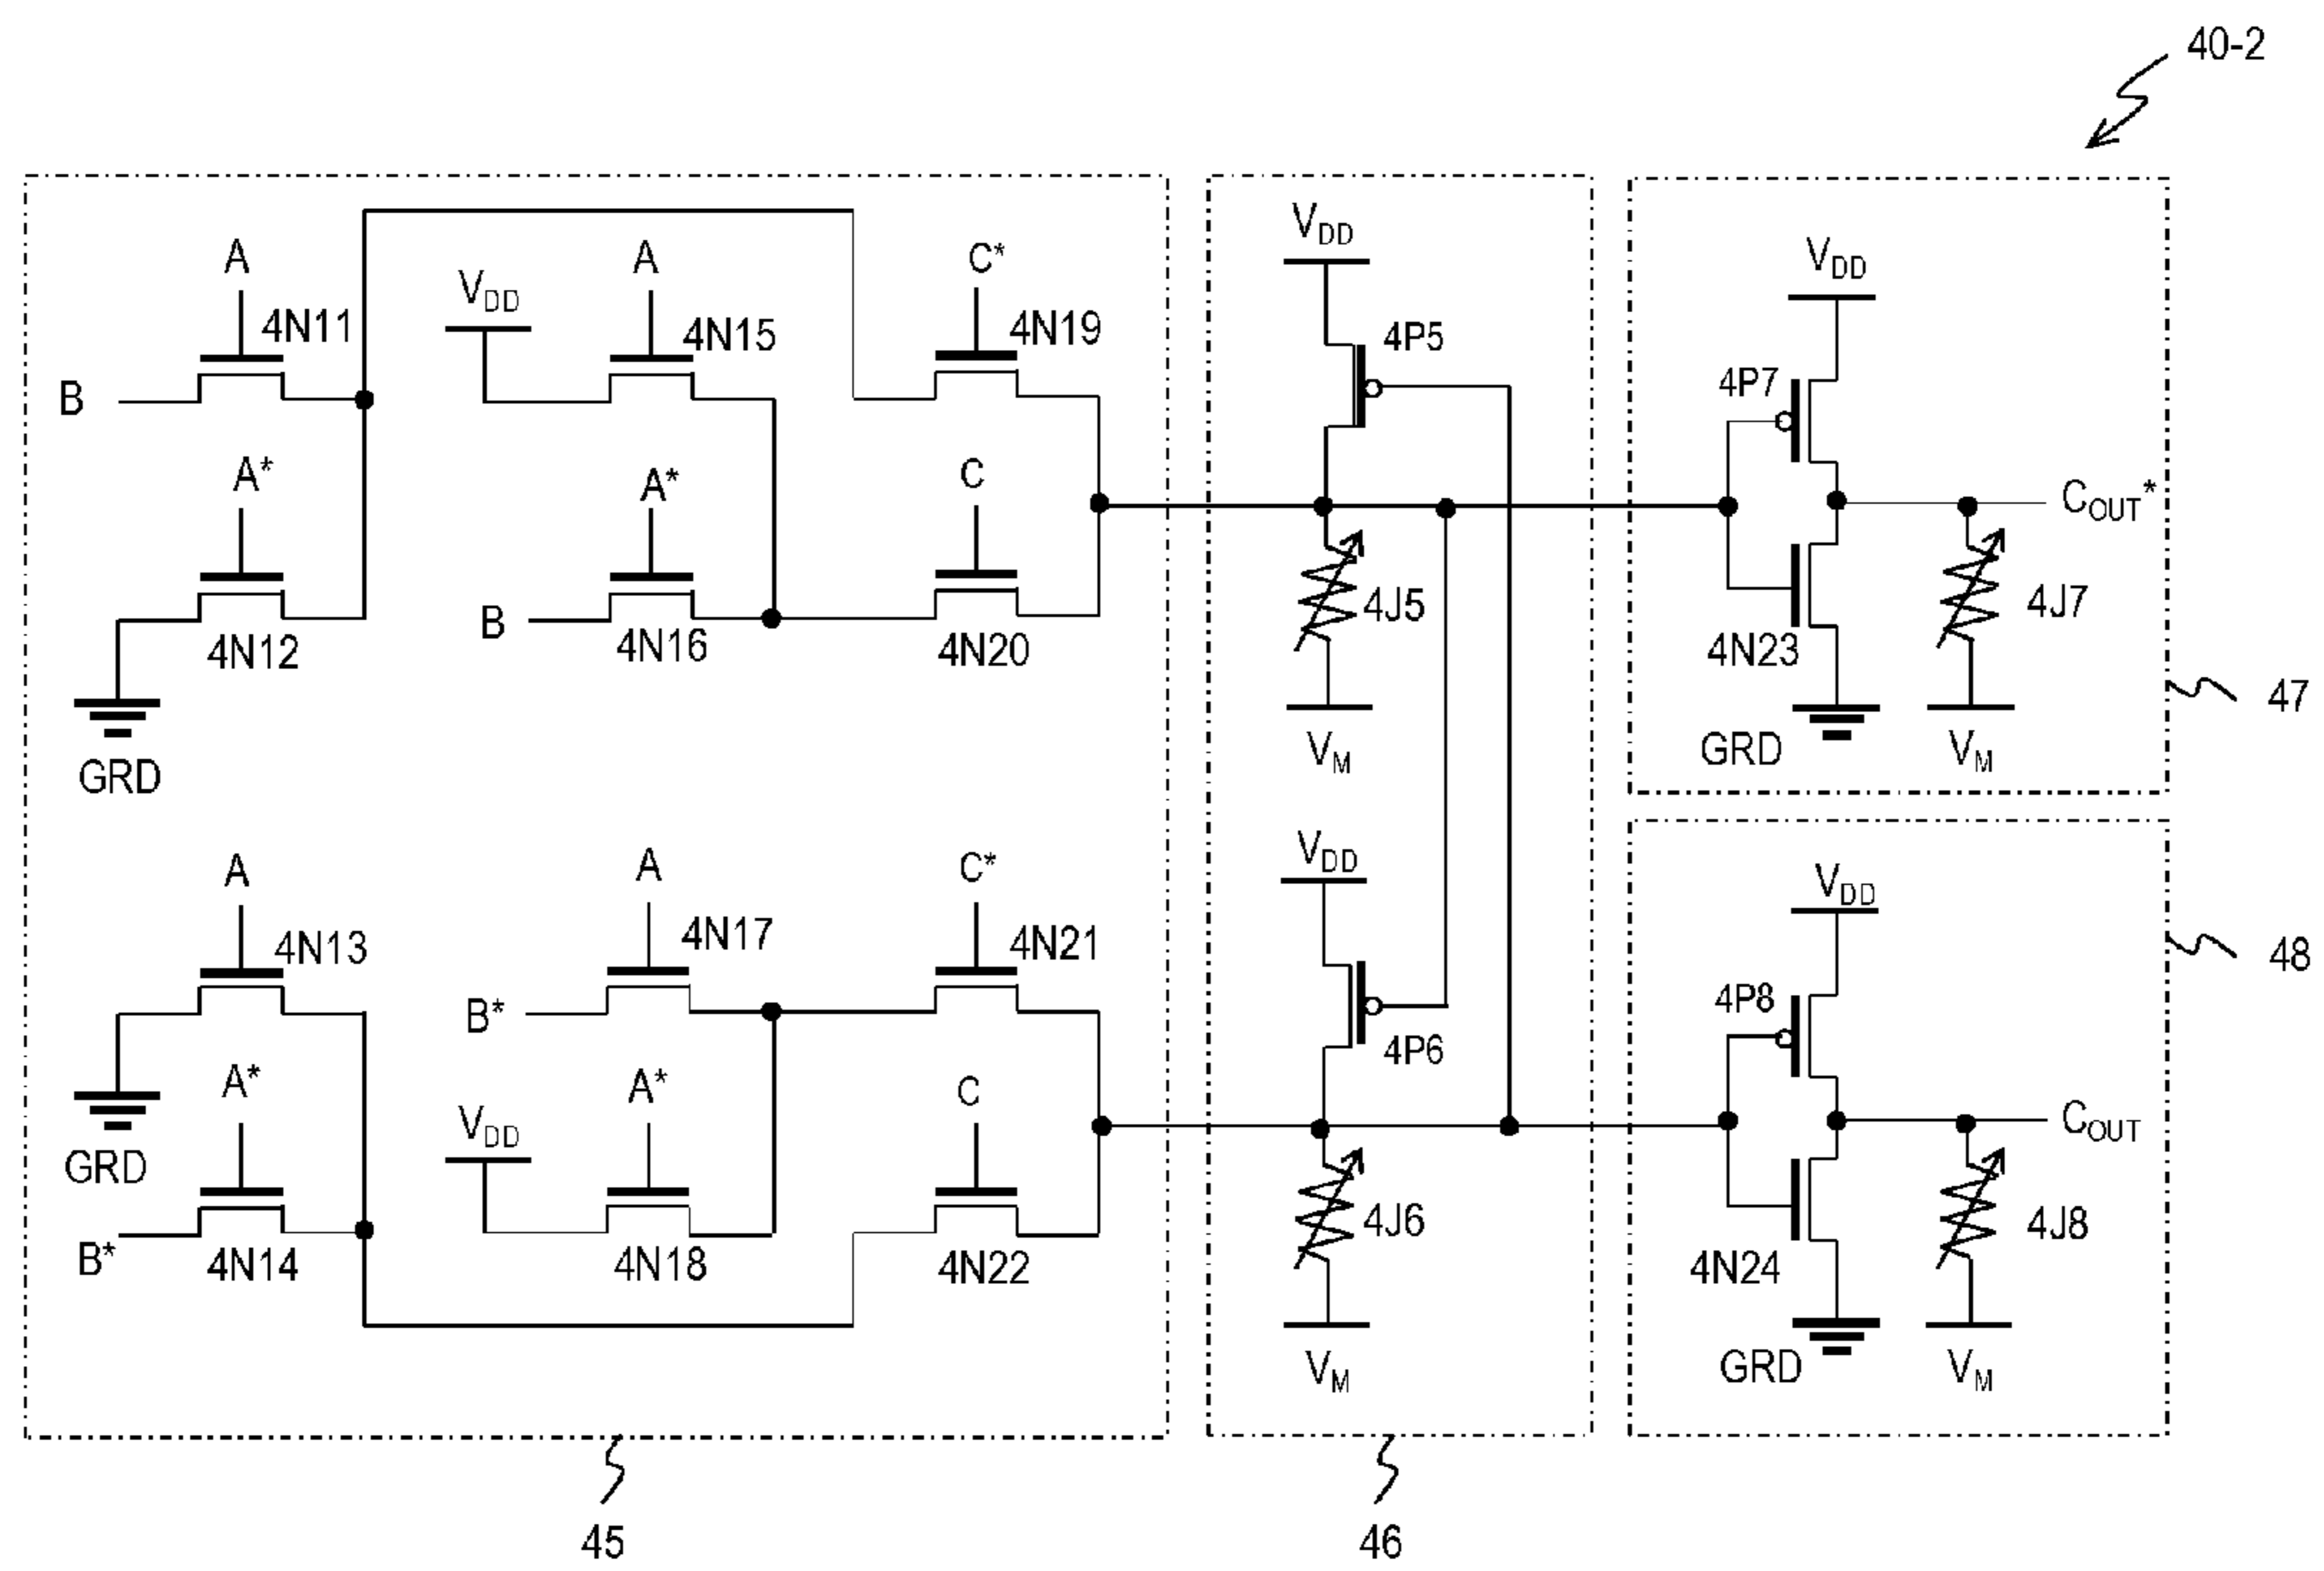 40-2
A
4N11
B
A*
4N12
GRD
VDD
A
4N15
A*
B
4N16
C*
4N19
C
4N20
A
4N13
GRD
A*
B*
4N14
A
4N17
B*
A*
VDD
4N18
C*
4N21
C
4N22
45
VDD
4P5
4J5
VM
VDD
4P6
4J6
VM
46
VDD
4P7
COUT*
4N23
4J7
GRD
VM
47
VDD
4P8
COUT
4N24
4J8
GRD
VM
48